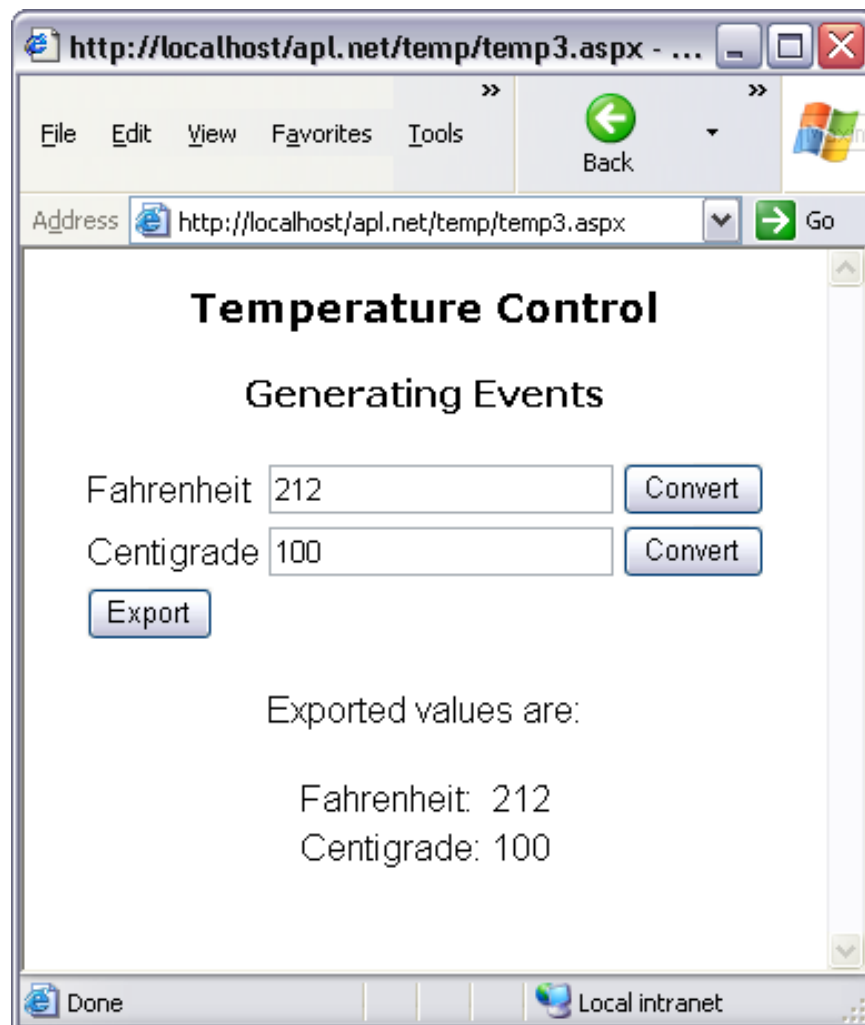 http://localhost/apl.net/temp/temp3.aspx - ...
»
»
File Edit View Favorites Tools
Back
Address http://localhost/apl.net/temp/temp3.aspx Go
Temperature Control
Generating Events
Fahrenheit 212 Convert
Centigrade 100 Convert
Export
Exported values are:
Fahrenheit: 212
Centigrade: 100
Done Local intranet